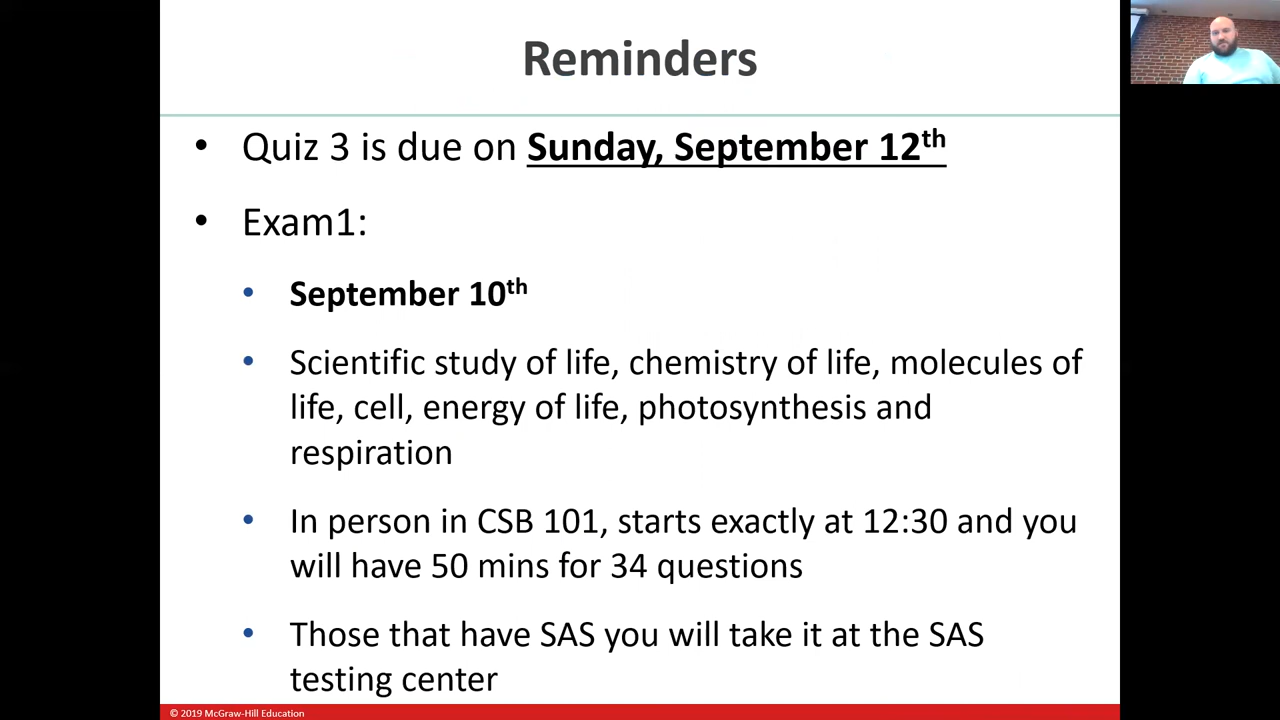 Reminders
• Quiz 3 is due on Sunday, September 12th
• Exam1:
• September 10th
• Scientific study of life, chemistry of life, molecules of
life, cell, energy of life, photosynthesis and
respiration
• In person in CSB 101, starts exactly at 12:30 and you
will have 50 mins for 34 questions
• Those that have SAS you will take it at the SAS
testing center
© 2019 McGraw-Hill Education